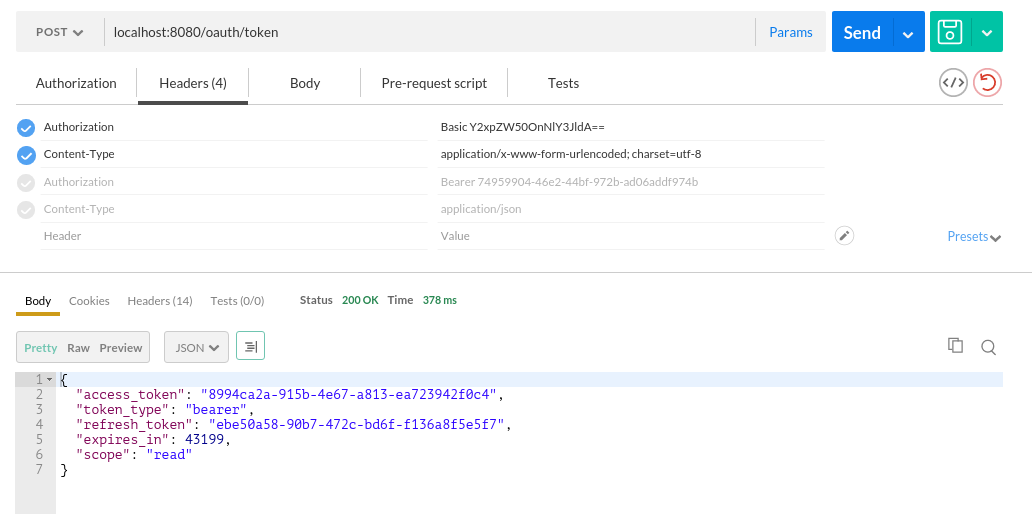 POST localhost:8080/oauth/token Params Send
Authorization Headers (4) Body Pre-request script Tests
Authorization Basic Y2xpZW50OnNlY3JldA==
Content-Type application/x-www-form-urlencoded; charset=utf-8
Authorization Bearer 74959904-46e2-44bf-972b-ad06addf974b
Content-Type application/json
Header Value Presets
Body Cookies Headers (14) Tests (0/0) Status 200 OK Time 378 ms
Pretty Raw Preview JSON
1 {
2 "access_token": "8994ca2a-915b-4e67-a813-ea723942f0c4",
3 "token_type": "bearer",
4 "refresh_token": "ebe50a58-90b7-472c-bd6f-f136a8f5e5f7",
5 "expires_in": 43199,
6 "scope": "read"
7 }